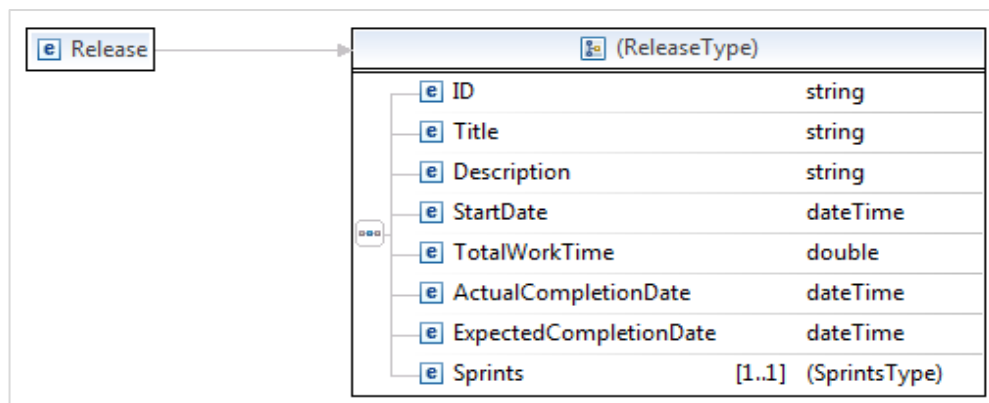 e Release
(ReleaseType)
e ID string
e Title string
e Description string
e StartDate dateTime
e TotalWorkTime double
e ActualCompletionDate dateTime
e ExpectedCompletionDate dateTime
e Sprints [1..1] (SprintsType)